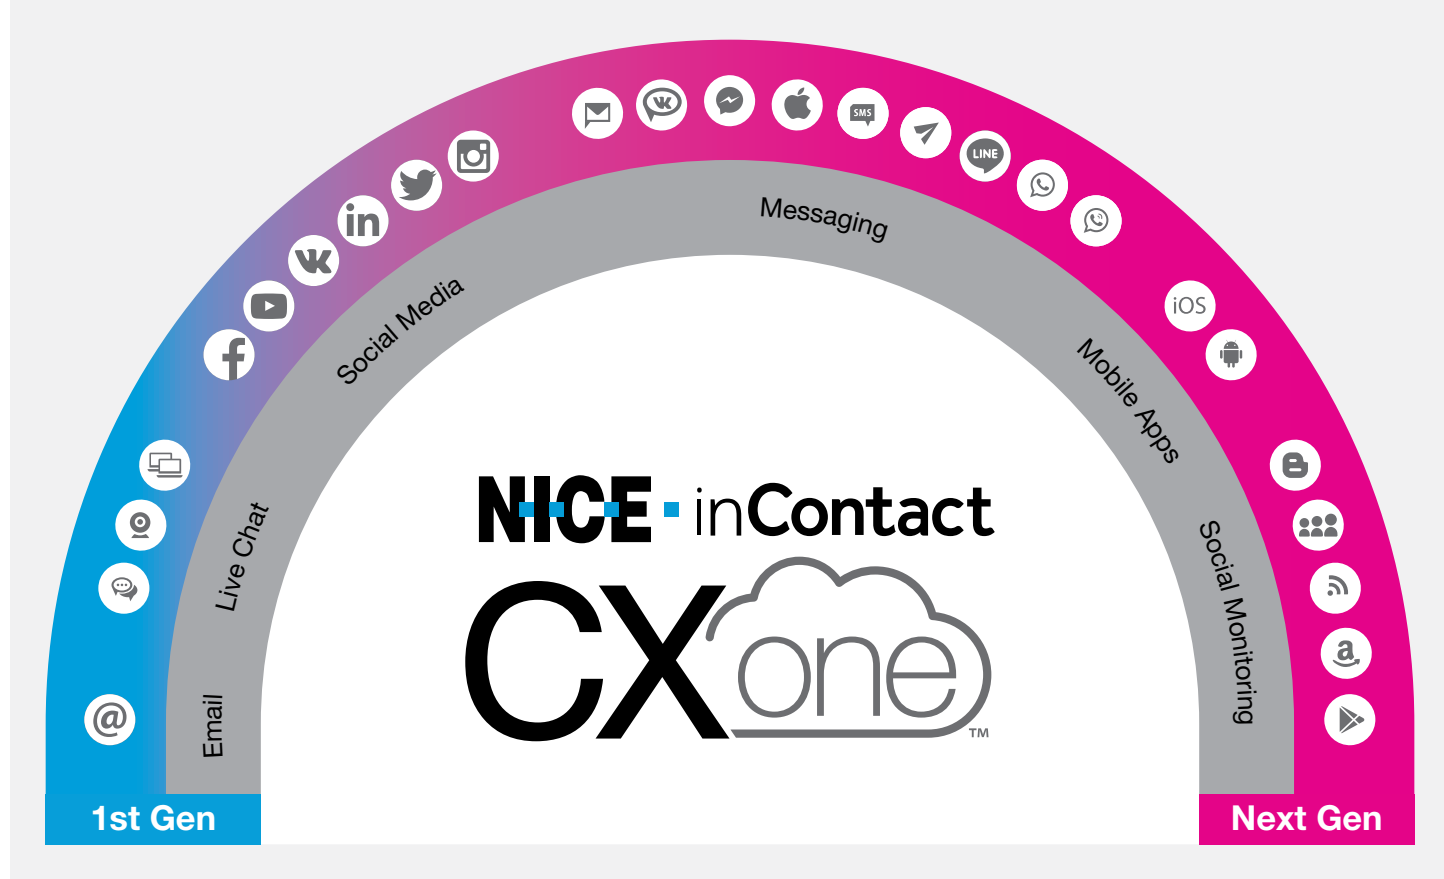 @
in
SMS
LINE
iOS
a
Email
Live Chat
Social Media
Messaging
Mobile Apps
Social Monitoring
NICE inContact
CXone
TM
1st Gen
Next Gen